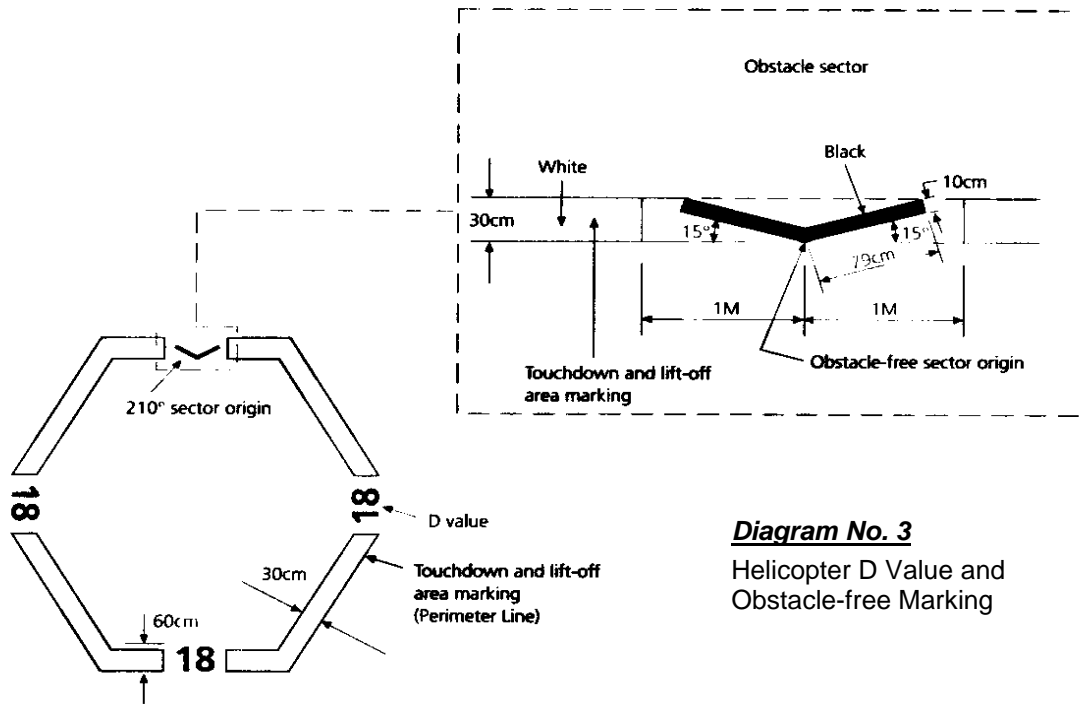 Obstacle sector
White
Black
10cm
30cm
15°
15°
79cm
1M
1M
Touchdown and lift-off
area marking
Obstacle-free sector origin
210° sector origin
18
18
D value
30cm
Touchdown and lift-off
area marking
(Perimeter Line)
60cm
18
Diagram No. 3
Helicopter D Value and
Obstacle-free Marking